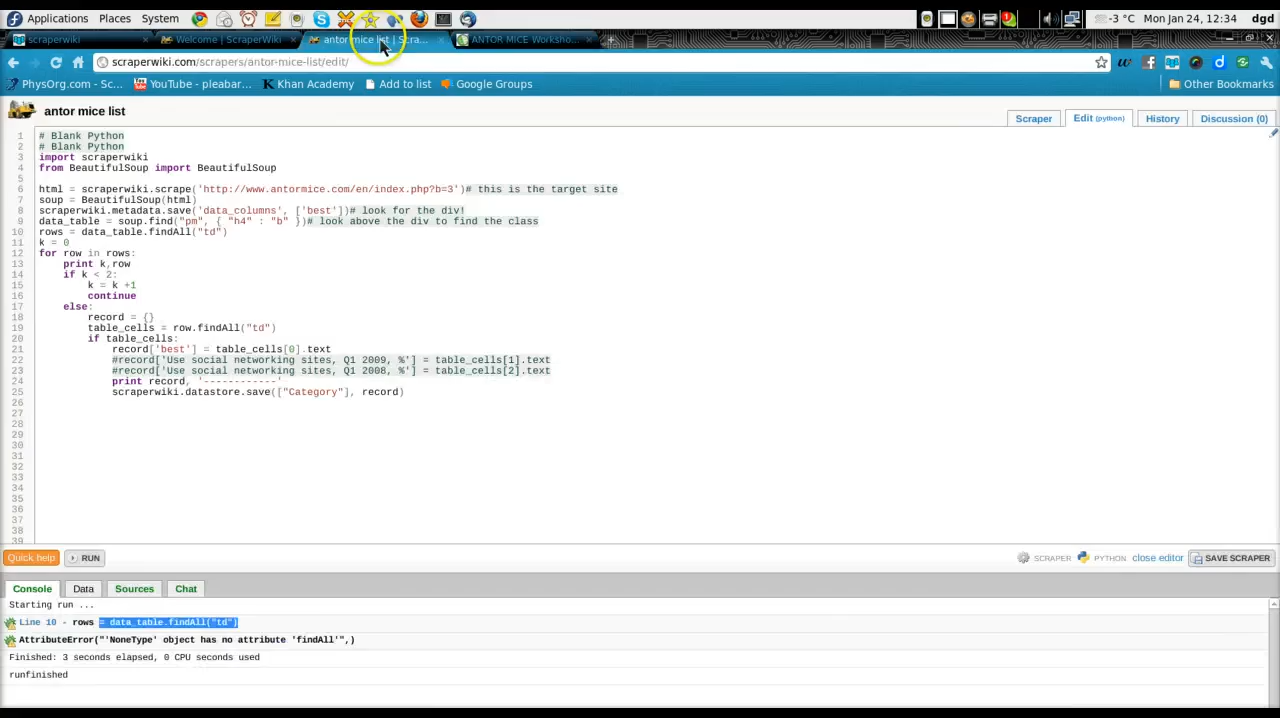 Applications Places System -3 °C Mon Jan 24, 12:34 dgd
scraperwiki Welcome | ScraperWiki antor mice list | Scra... ANTOR MICE Worksho...
scraperwiki.com/scrapers/antor-mice-list/edit/
PhysOrg.com - Sc... YouTube - pleabar... Khan Academy Add to list Google Groups Other Bookmarks
antor mice list
Scraper Edit (python) History Discussion (0)
1 # Blank Python
2 # Blank Python
3 import scraperwiki
4 from BeautifulSoup import BeautifulSoup
5
6 html = scraperwiki.scrape('http://www.antormice.com/en/index.php?b=3')# this is the target site
7 soup = BeautifulSoup(html)
8 scraperwiki.metadata.save('data_columns', ['best'])# look for the div!
9 data_table = soup.find("pm", { "h4" : "b" })# look above the div to find the class
10 rows = data_table.findAll("td")
11 k = 0
12 for row in rows:
13 print k,row
14 if k < 2:
15 k = k +1
16 continue
17 else:
18 record = {}
19 table_cells = row.findAll("td")
20 if table_cells:
21 record['best'] = table_cells[0].text
22 #record['Use social networking sites, Q1 2009, %'] = table_cells[1].text
23 #record['Use social networking sites, Q1 2008, %'] = table_cells[2].text
24 print record, '------------'
25 scraperwiki.datastore.save(["Category"], record)
26
27
28
29
30
31
32
33
34
35
36
37
38
39
Quick help RUN SCRAPER PYTHON close editor SAVE SCRAPER
Console Data Sources Chat
Starting run ...
Line 10 - rows = data_table.findAll("td")
AttributeError("'NoneType' object has no attribute 'findAll'",)
Finished: 3 seconds elapsed, 0 CPU seconds used
runfinished